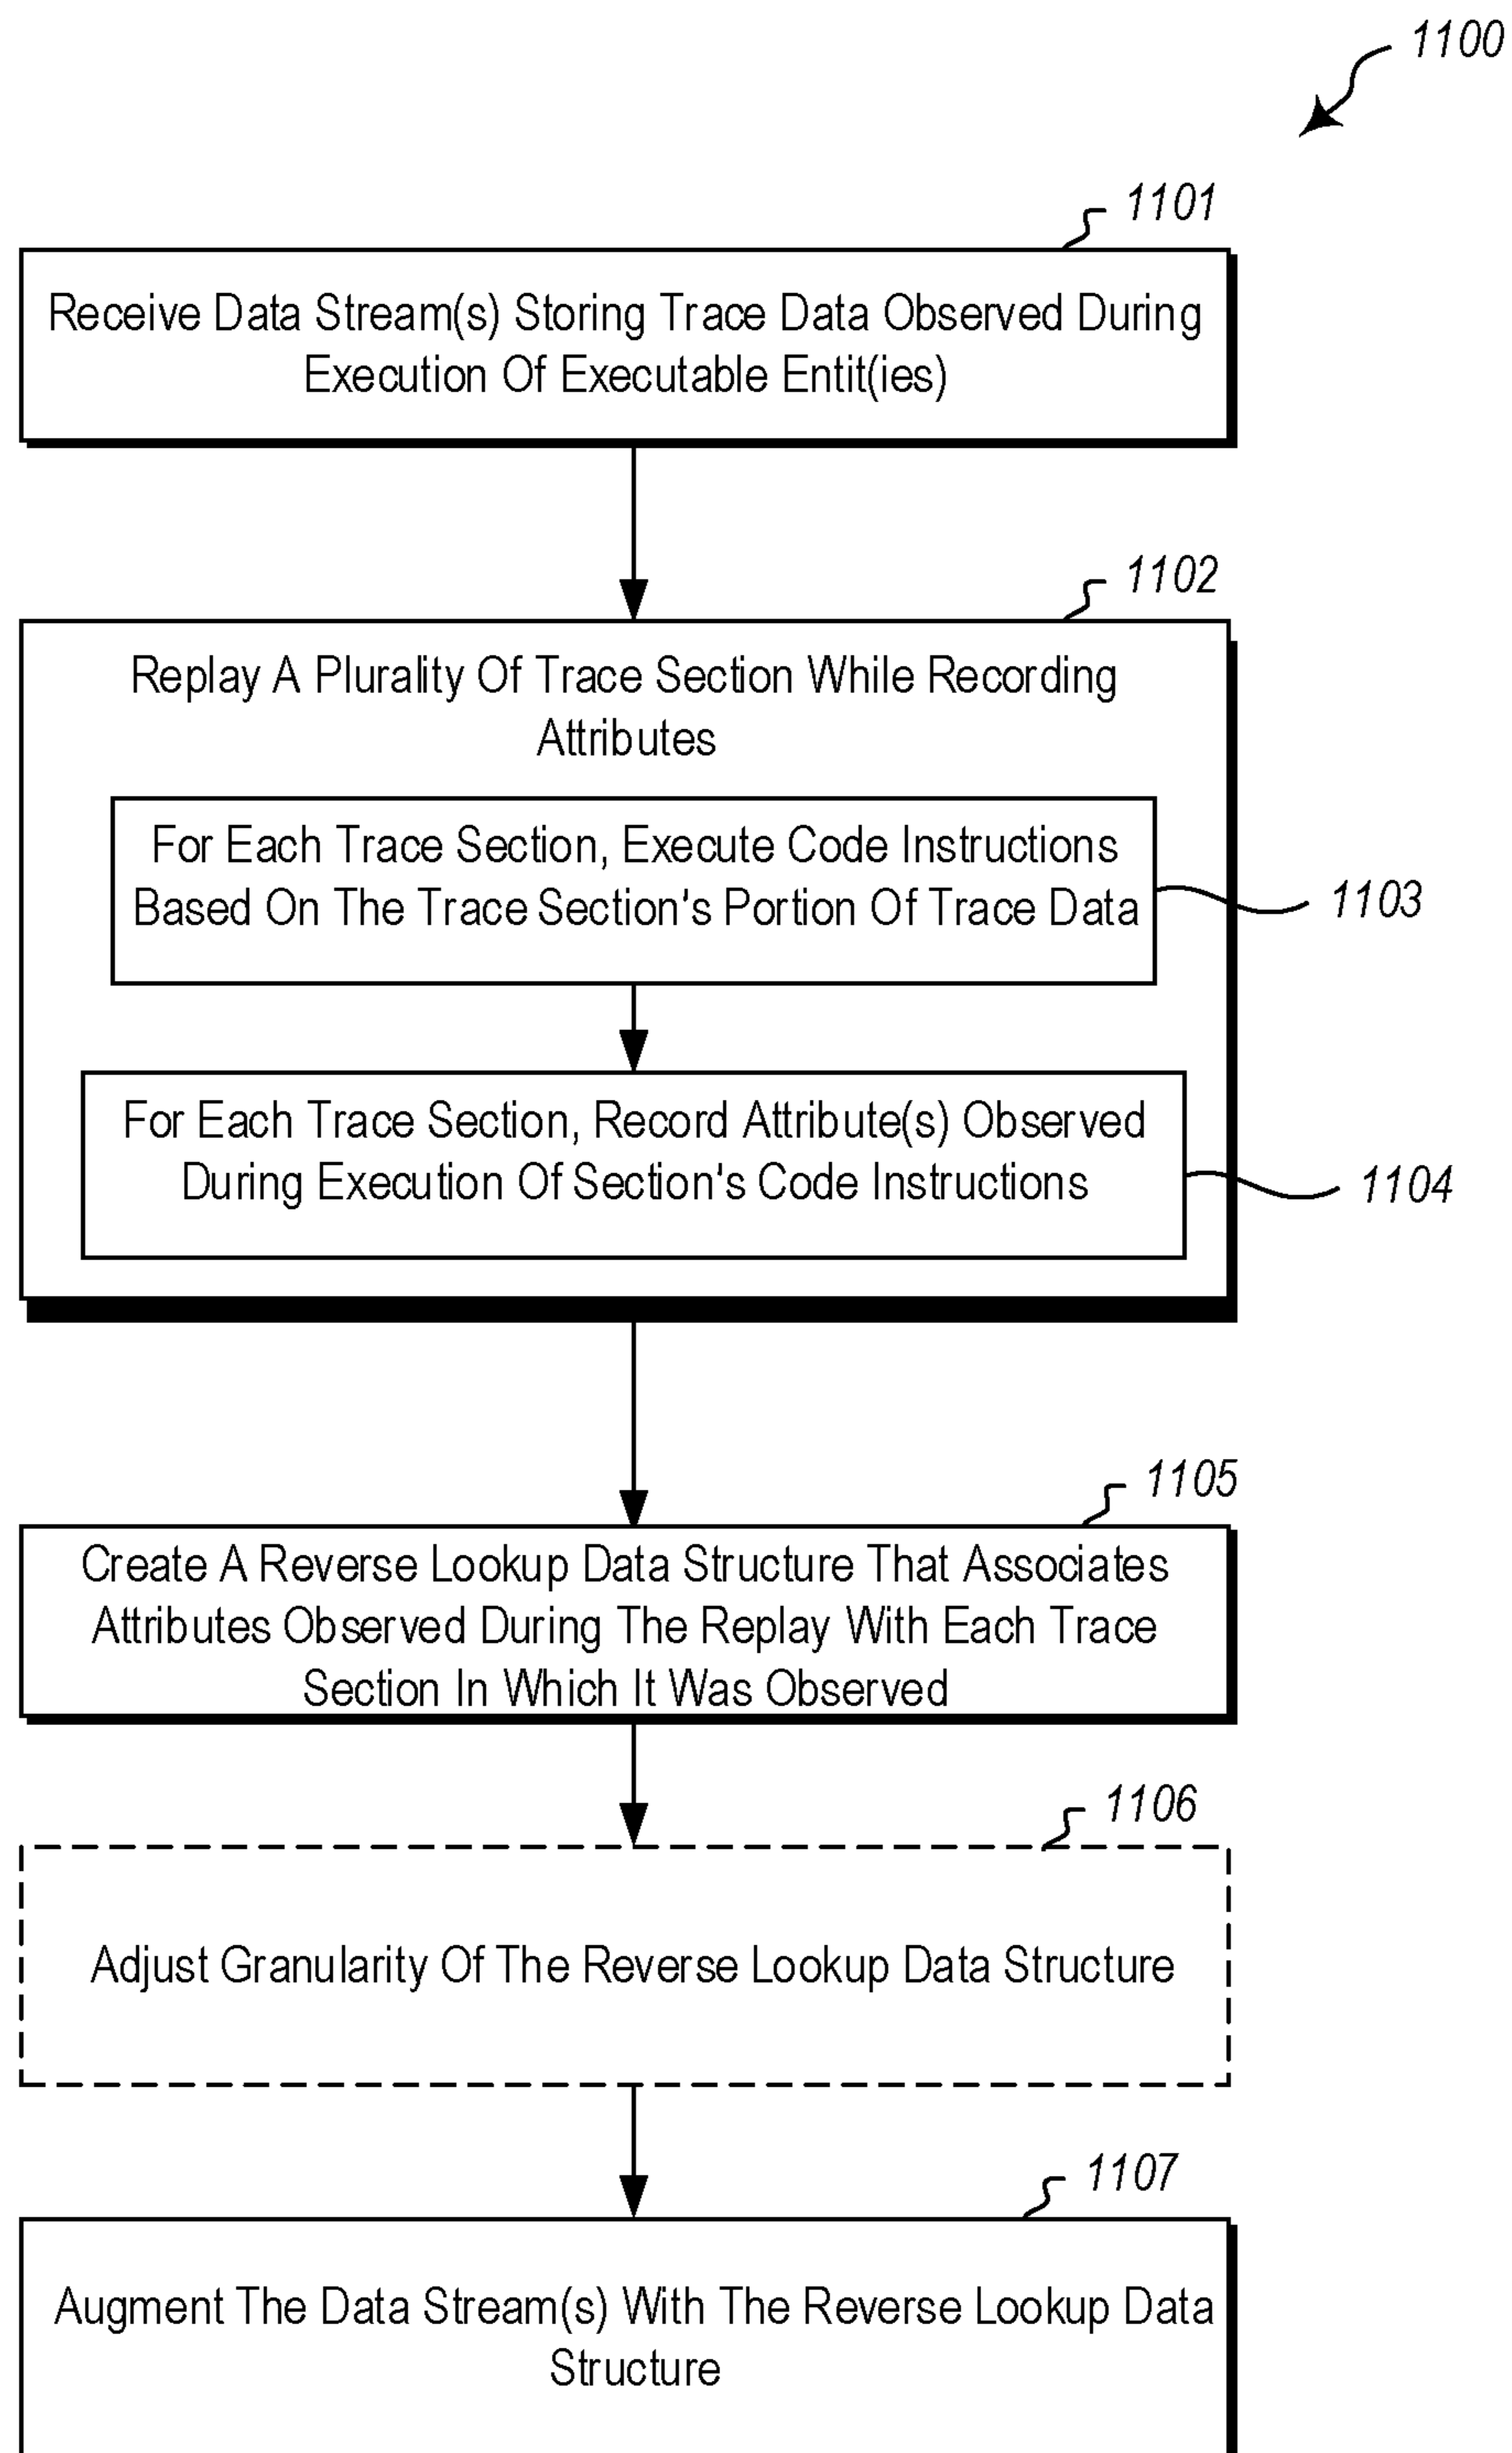 1100
1101
Receive Data Stream(s) Storing Trace Data Observed During
Execution Of Executable Entit(ies)
1102
Replay A Plurality Of Trace Section While Recording
Attributes
For Each Trace Section, Execute Code Instructions
Based On The Trace Section's Portion Of Trace Data
1103
For Each Trace Section, Record Attribute(s) Observed
During Execution Of Section's Code Instructions
1104
1105
Create A Reverse Lookup Data Structure That Associates
Attributes Observed During The Replay With Each Trace
Section In Which It Was Observed
1106
Adjust Granularity Of The Reverse Lookup Data Structure
1107
Augment The Data Stream(s) With The Reverse Lookup Data
Structure